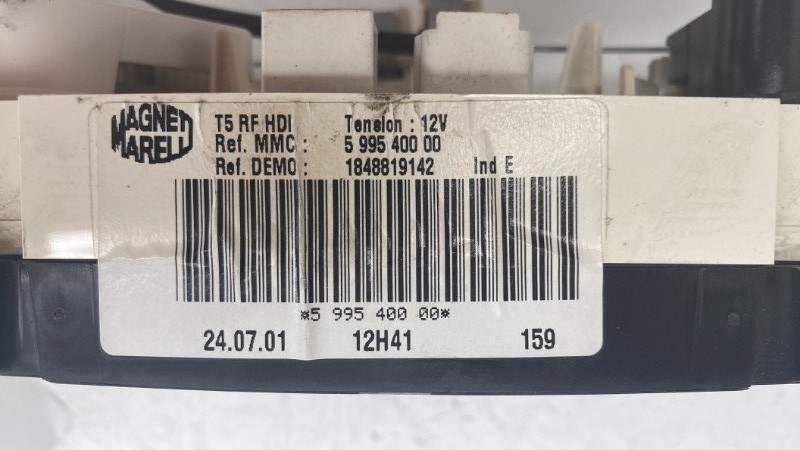 MAGNETI
MARELLI
T5 RF HDI Tension : 12V
Ref. MMC : 5 995 400 00
Ref. DEMO : 1848819142 Ind E
*5 995 400 00*
24.07.01 12H41 159